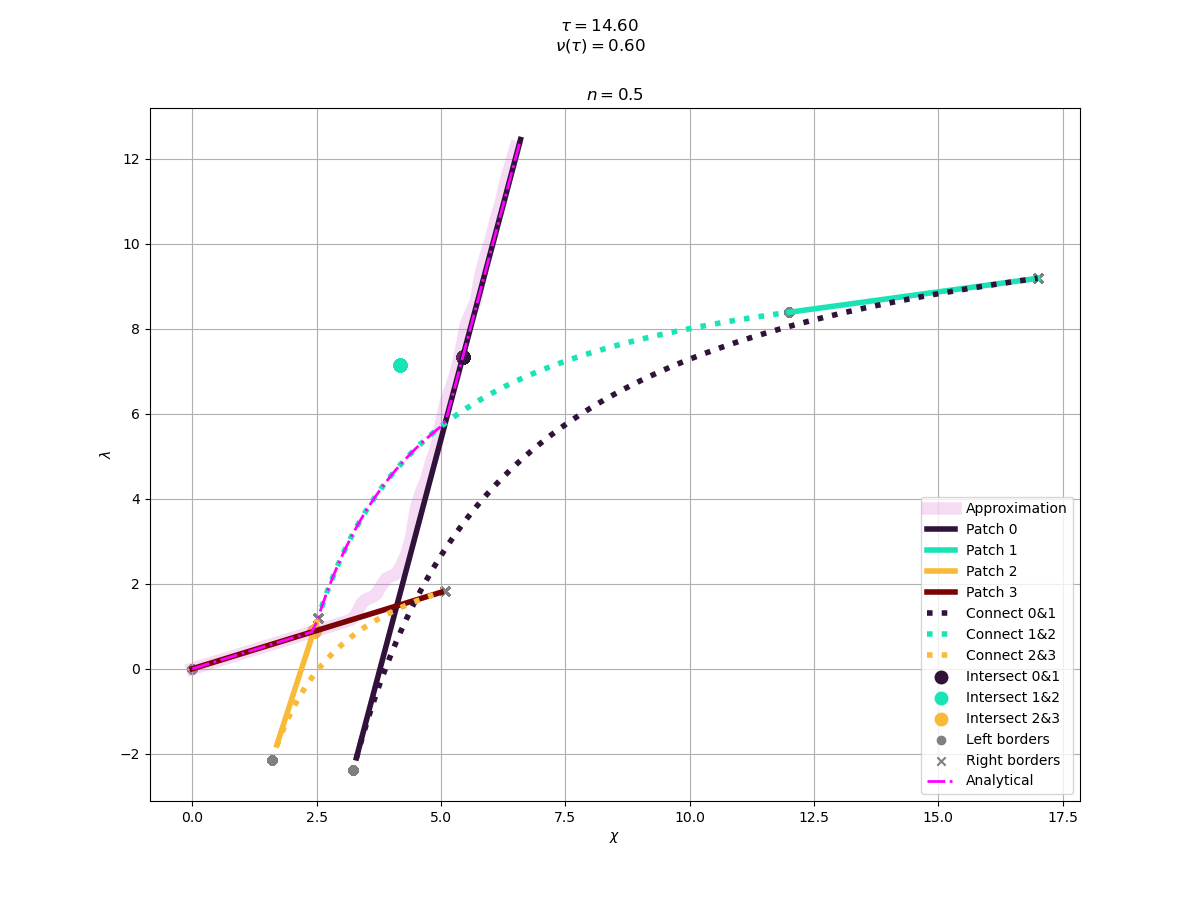 τ = 14.60
ν(τ) = 0.60
n = 0.5
12
10
8
6
4
2
0
−2
λ
0.0 2.5 5.0 7.5 10.0 12.5 15.0 17.5
χ
Approximation
Patch 0
Patch 1
Patch 2
Patch 3
Connect 0&1
Connect 1&2
Connect 2&3
Intersect 0&1
Intersect 1&2
Intersect 2&3
Left borders
Right borders
Analytical